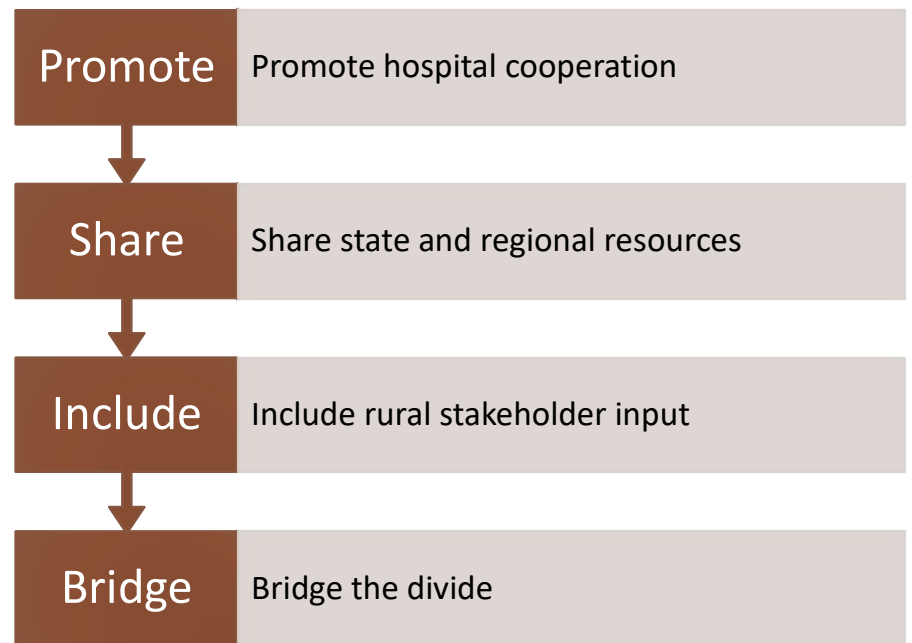 Promote
Promote hospital cooperation
Share
Share state and regional resources
Include
Include rural stakeholder input
Bridge
Bridge the divide